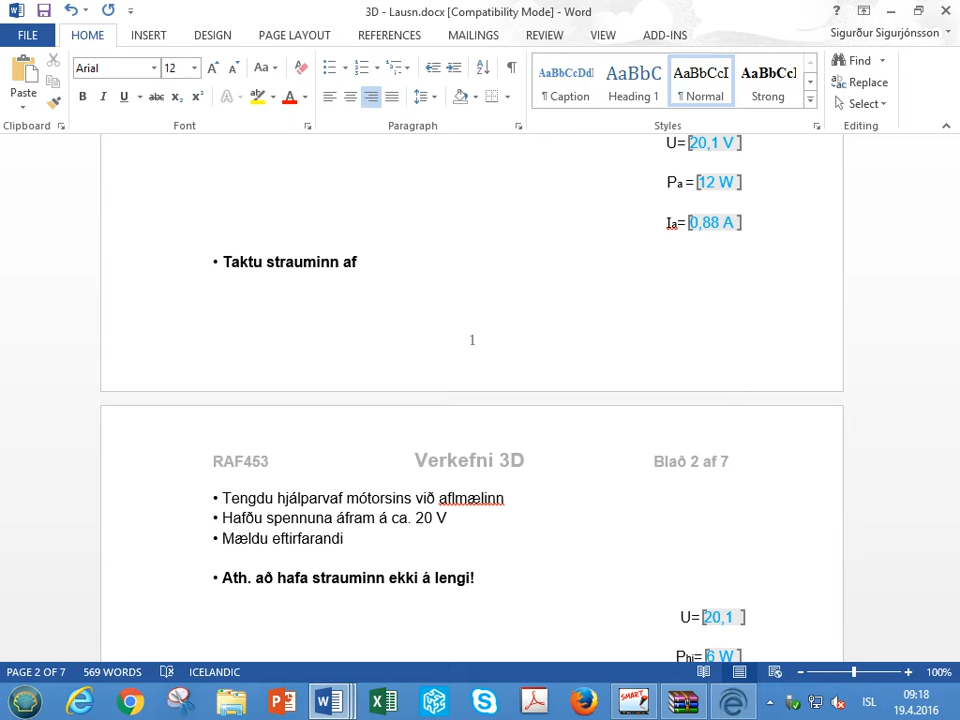 3D - Lausn.docx [Compatibility Mode] - Word
FILE HOME INSERT DESIGN PAGE LAYOUT REFERENCES MAILINGS REVIEW VIEW ADD-INS Sigurður Sigurjónsson
Paste
Arial 12 Aa
B I U abc x₂ x² A A
AaBbCcDd AaBbC AaBbCcI AaBbCcI
¶ Caption Heading 1 ¶ Normal Strong
Find
Replace
Select
Clipboard Font Paragraph Styles Editing
U=[20,1 V ]
Pa =[12 W ]
Ia=[0,88 A ]
• Taktu strauminn af
1
RAF453 Verkefni 3D Blað 2 af 7
• Tengdu hjálparvaf mótorsins við aflmælinn
• Hafðu spennuna áfram á ca. 20 V
• Mældu eftirfarandi
• Ath. að hafa strauminn ekki á lengi!
U=[20,1 ]
Phj=[6 W ]
PAGE 2 OF 7 569 WORDS ICELANDIC 100%
SMART
ISL
09:18
19.4.2016